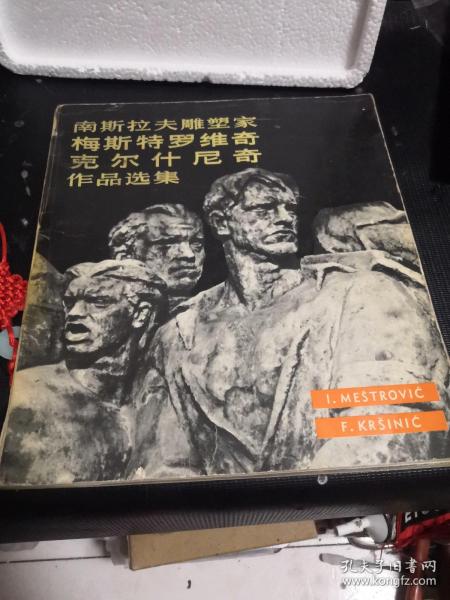 南斯拉夫雕塑家
梅斯特罗维奇
克尔什尼奇
作品选集
I. MEŠTROVIĆ
F. KRŠINIĆ
孔夫子旧书网
www.kongfz.com